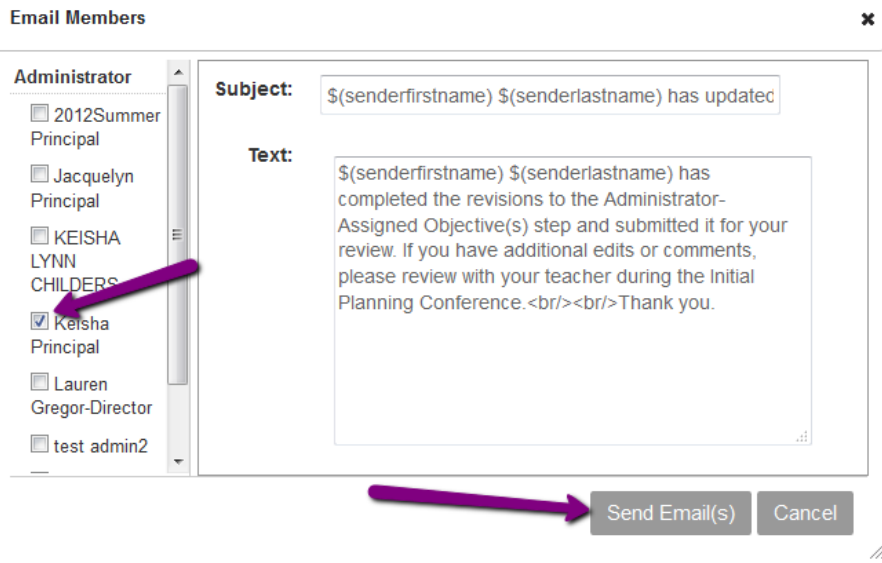 Email Members
Administrator
2012Summer
Principal
Jacquelyn
Principal
KEISHA
LYNN
CHILDERS
Keisha
Principal
Lauren
Gregor-Director
test admin2
Subject:
$(senderfirstname) $(senderlastname) has updated
Text:
$(senderfirstname) $(senderlastname) has
completed the revisions to the Administrator-
Assigned Objective(s) step and submitted it for your
review. If you have additional edits or comments,
please review with your teacher during the Initial
Planning Conference.<br/><br/>Thank you.
Send Email(s)
Cancel